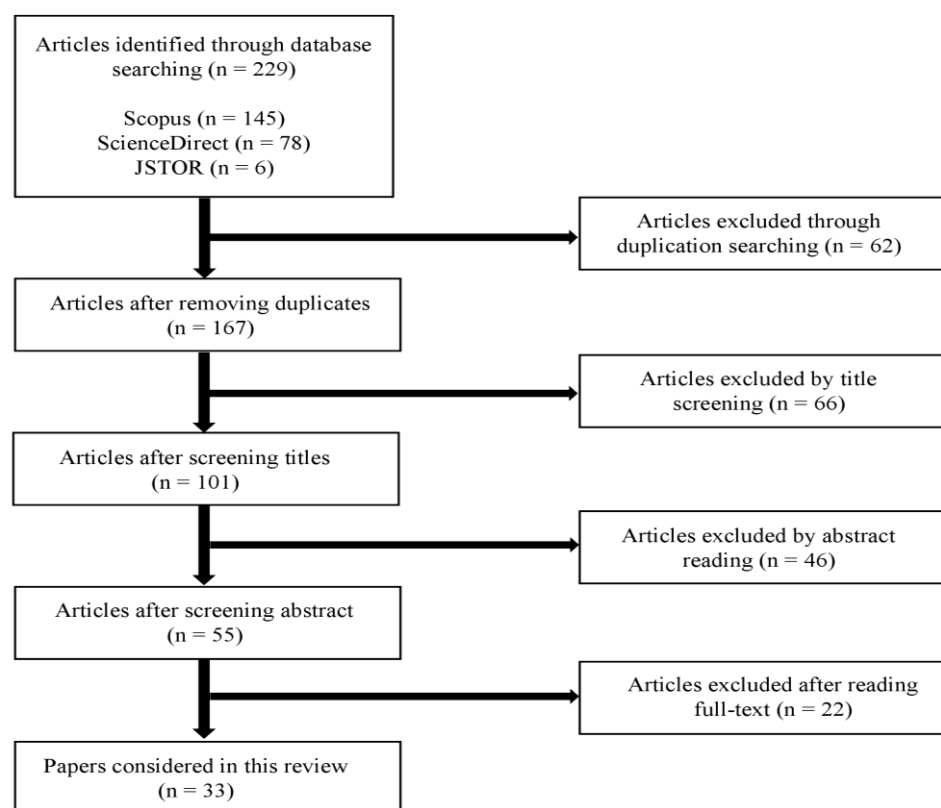 Articles identified through database
searching (n = 229)
Scopus (n = 145)
ScienceDirect (n = 78)
JSTOR (n = 6)
Articles excluded through
duplication searching (n = 62)
Articles after removing duplicates
(n = 167)
Articles excluded by title
screening (n = 66)
Articles after screening titles
(n = 101)
Articles excluded by abstract
reading (n = 46)
Articles after screening abstract
(n = 55)
Articles excluded after reading
full-text (n = 22)
Papers considered in this review
(n = 33)